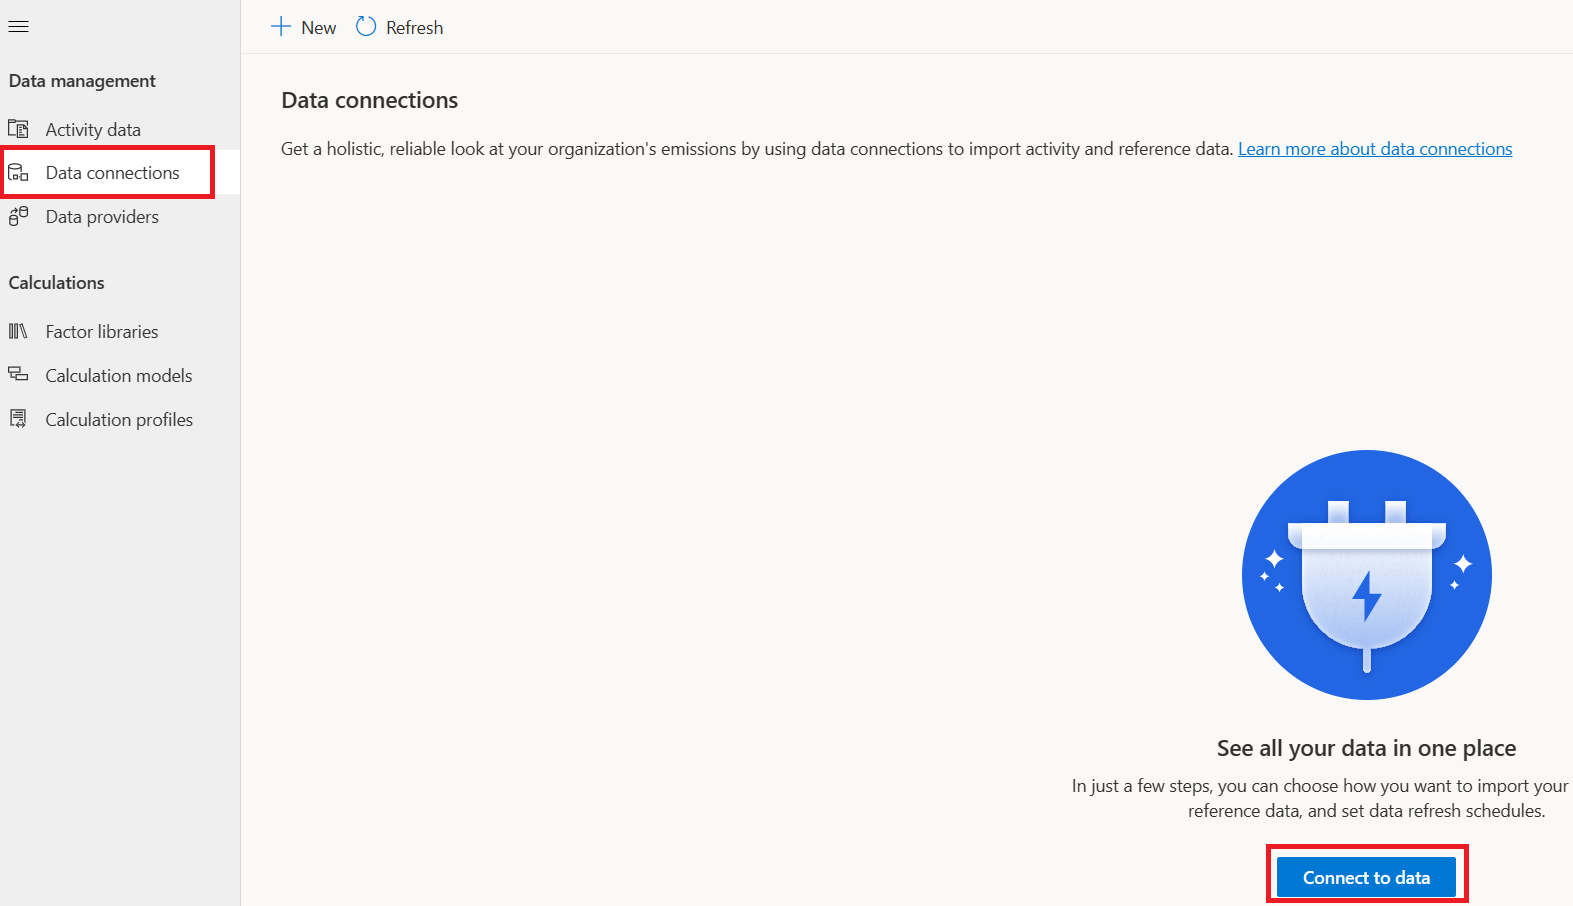 New
Refresh
Data management
Activity data
Data connections
Data providers
Calculations
Factor libraries
Calculation models
Calculation profiles
Data connections
Get a holistic, reliable look at your organization's emissions by using data connections to import activity and reference data. Learn more about data connections
See all your data in one place
In just a few steps, you can choose how you want to import your
reference data, and set data refresh schedules.
Connect to data